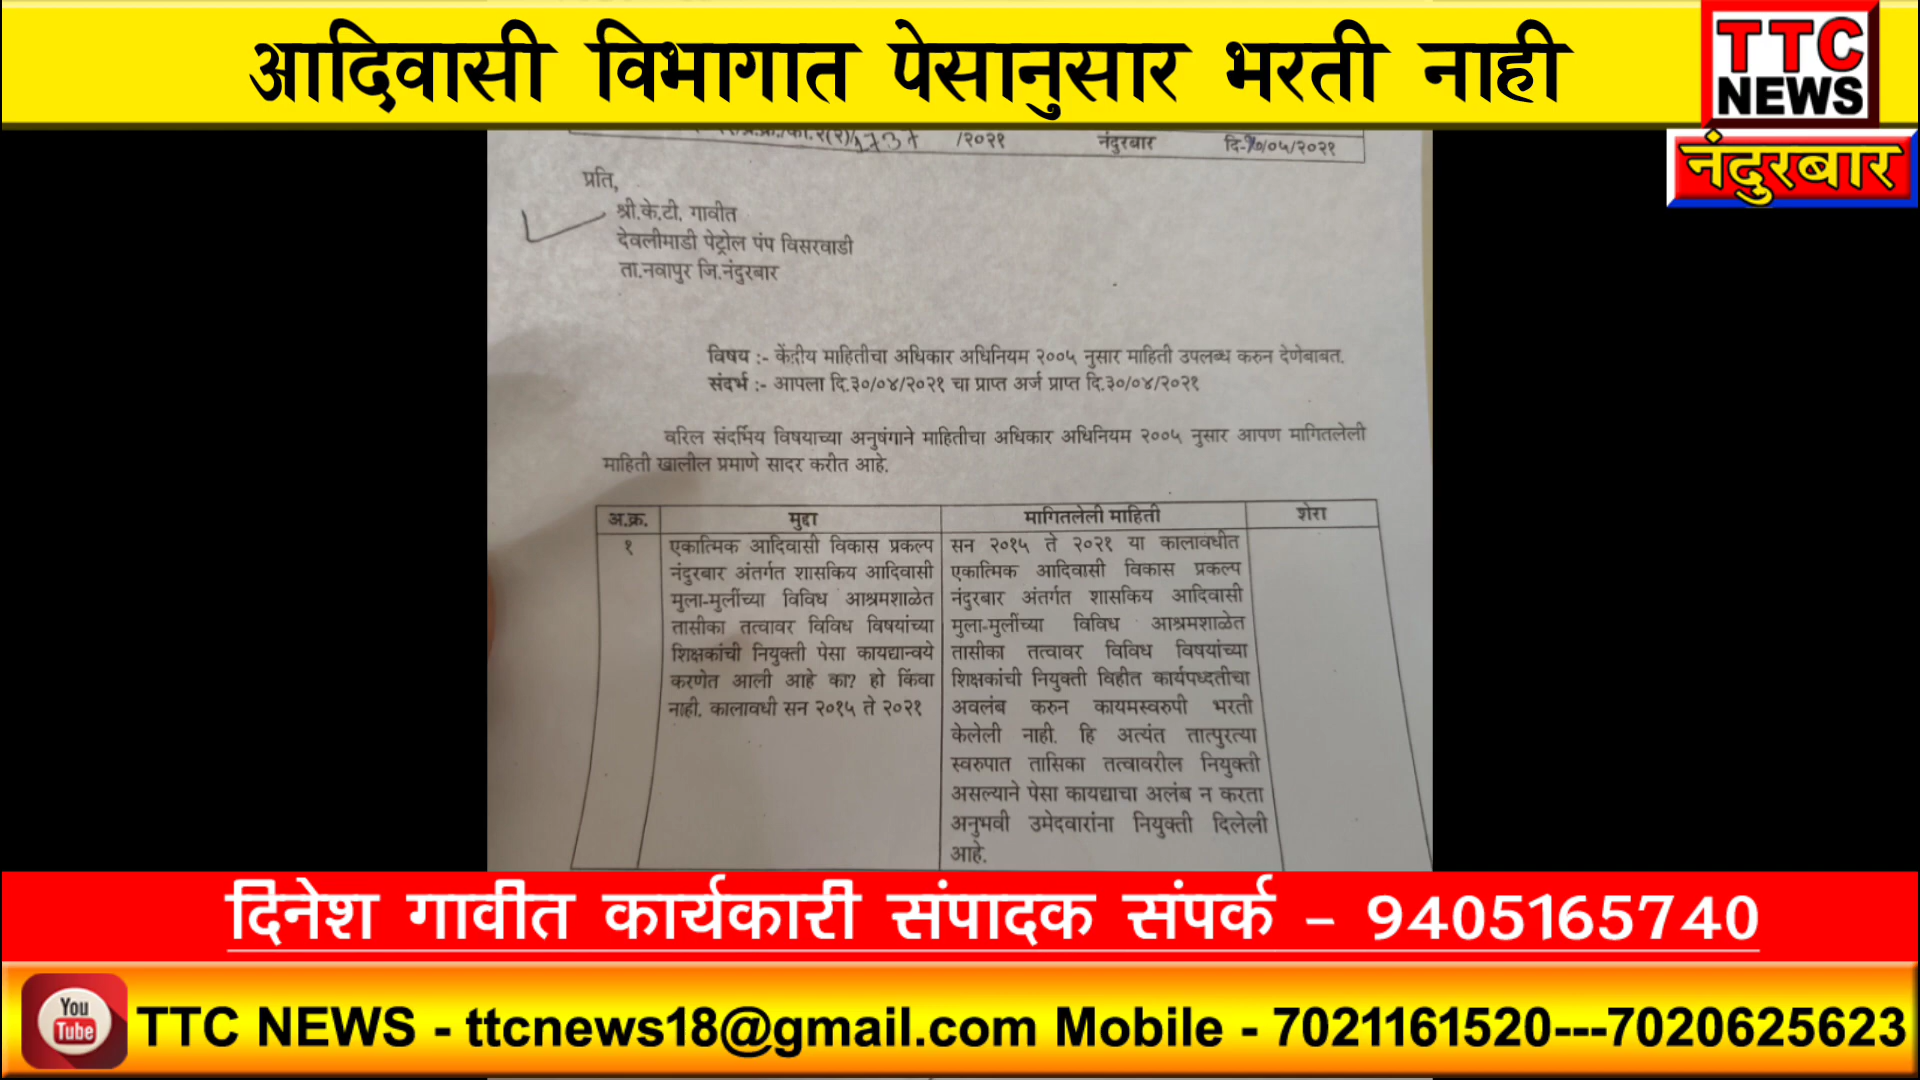 आदिवासी विभागात पेसानुसार भरती नाही
TTC
NEWS
नंदुरबार
/२०२१ नंदुरबार दि-१०/०५/२०२१
प्रति,
श्री.के.टी. गावीत
देवलीमाडी पेट्रोल पंप विसरवाडी
ता.नवापुर जि.नंदुरबार
विषय :- केंद्रीय माहितीचा अधिकार अधिनियम २००५ नुसार माहिती उपलब्ध करुन देणेबाबत.
संदर्भ :- आपला दि.३०/०४/२०२१ चा प्राप्त अर्ज प्राप्त दि.३०/०४/२०२१
वरिल संदर्भिय विषयाच्या अनुषंगाने माहितीचा अधिकार अधिनियम २००५ नुसार आपण मागितलेली
माहिती खालील प्रमाणे सादर करीत आहे.
अ.क्र. मुद्दा मागितलेली माहिती शेरा
१ एकात्मिक आदिवासी विकास प्रकल्प
नंदुरबार अंतर्गत शासकिय आदिवासी
मुला-मुलींच्या विविध आश्रमशाळेत
तासीका तत्वावर विविध विषयांच्या
शिक्षकांची नियुक्ती पेसा कायद्यान्वये
करणेत आली आहे का? हो किंवा
नाही. कालावधी सन २०१५ ते २०२१
सन २०१५ ते २०२१ या कालावधीत
एकात्मिक आदिवासी विकास प्रकल्प
नंदुरबार अंतर्गत शासकिय आदिवासी
मुला-मुलींच्या विविध आश्रमशाळेत
तासीका तत्वावर विविध विषयांच्या
शिक्षकांची नियुक्ती विहीत कार्यपध्दतीचा
अवलंब करुन कायमस्वरुपी भरती
केलेली नाही. हि अत्यंत तात्पुरत्या
स्वरुपात तासिका तत्वावरील नियुक्ती
असल्याने पेसा कायद्याचा अलंब न करता
अनुभवी उमेदवारांना नियुक्ती दिलेली
आहे.
दिनेश गावीत कार्यकारी संपादक संपर्क - 9405165740
You
Tube
TTC NEWS - ttcnews18@gmail.com Mobile - 7021161520---7020625623